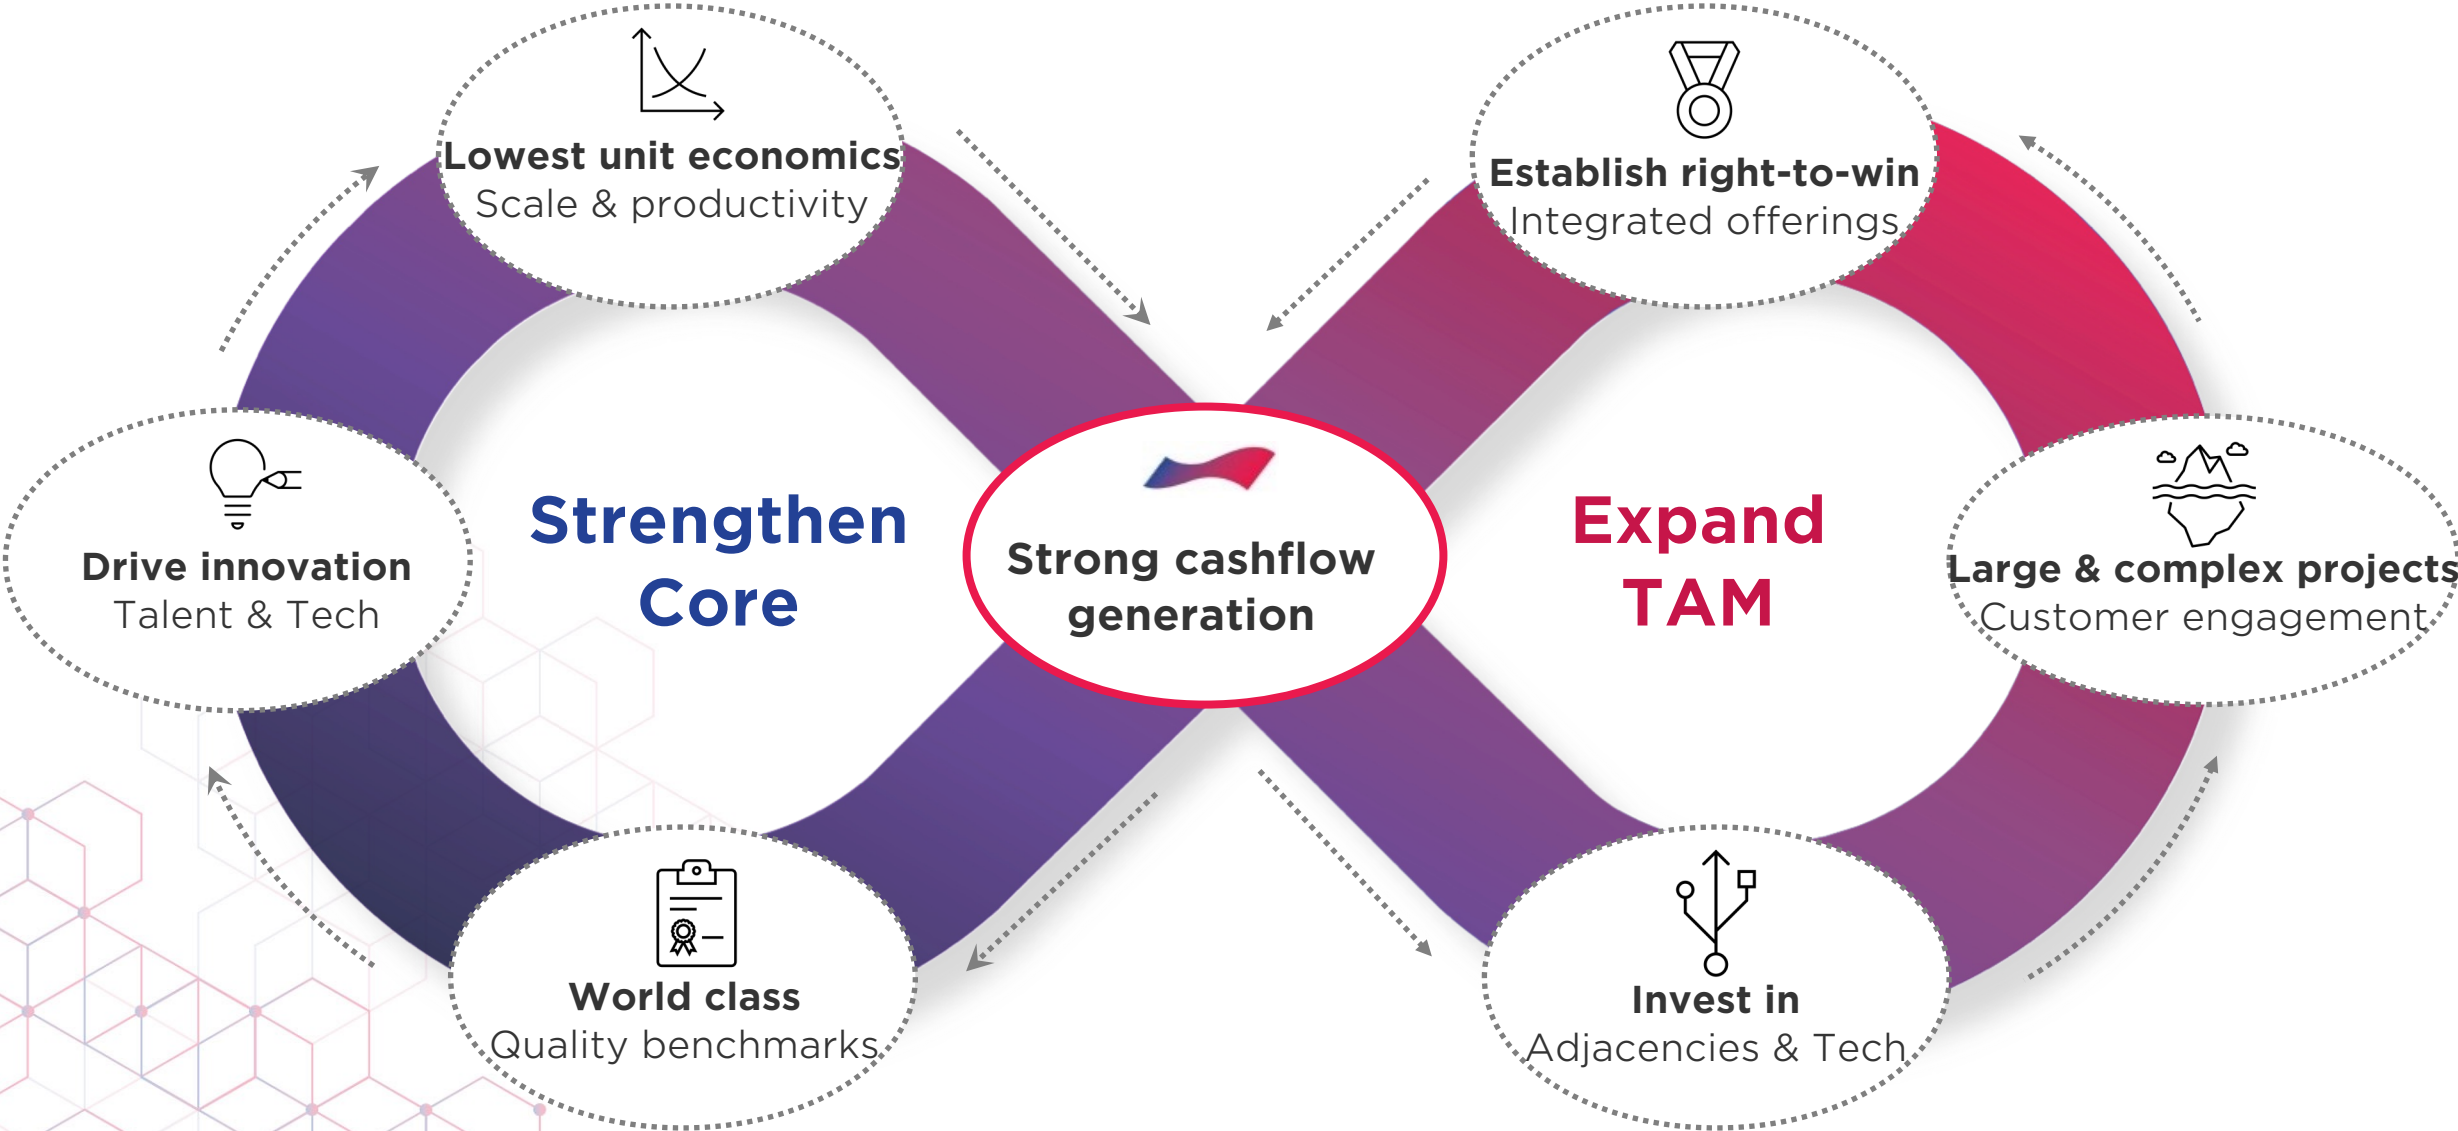 Lowest unit economics
Scale & productivity
Establish right-to-win
Integrated offerings
Drive innovation
Talent & Tech
Strengthen
Core
Strong cashflow
generation
Expand
TAM
Large & complex projects
Customer engagement
World class
Quality benchmarks
Invest in
Adjacencies & Tech